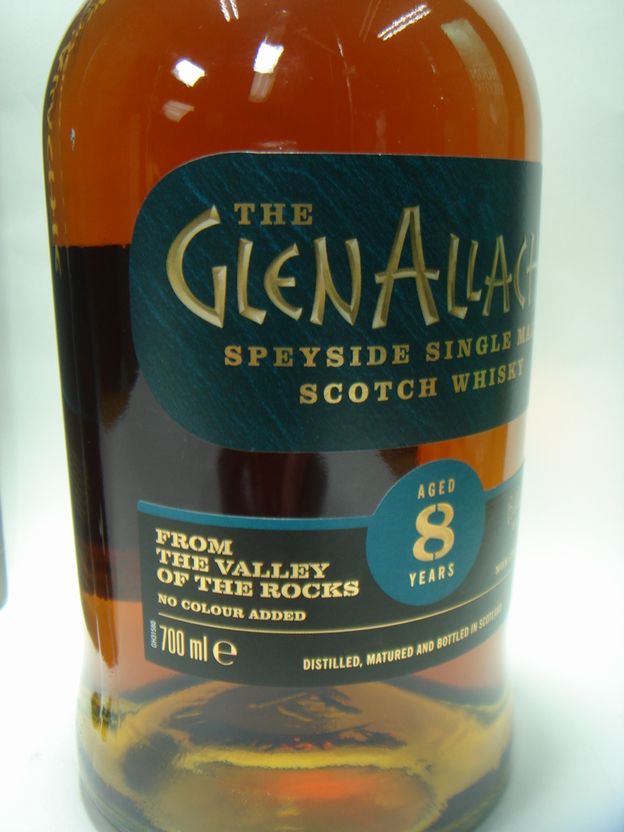 THE
GLENALLACH
SPEYSIDE SINGLE MA
SCOTCH WHISKY
AGED
8
YEARS
FROM
THE VALLEY
OF THE ROCKS
NO COLOUR ADDED
700 ml e
DISTILLED, MATURED AND BOTTLED IN SCOTLAND